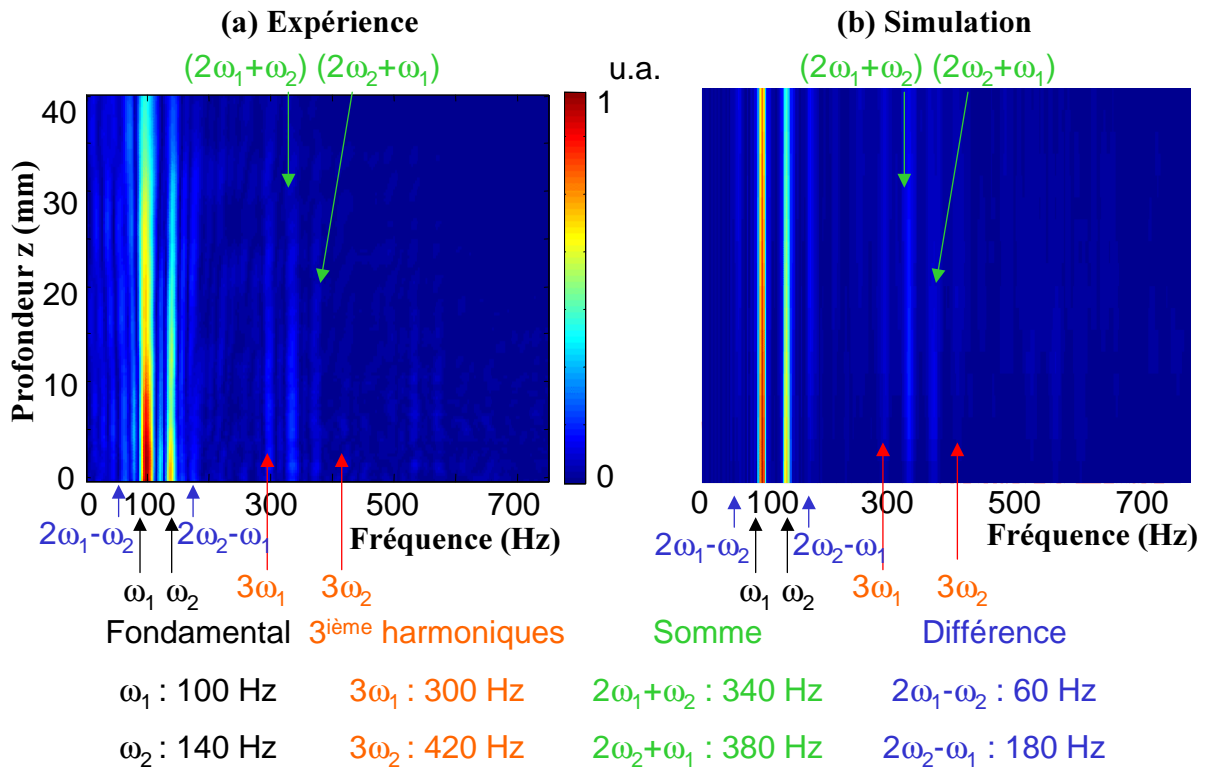 (a) Expérience
(b) Simulation
(2ω₁+ω₂) (2ω₂+ω₁)
u.a.
(2ω₁+ω₂) (2ω₂+ω₁)
Profondeur z (mm)
40
30
20
10
0
1
0
0 100 300 500 700
0 100 300 500 700
2ω₁-ω₂ 2ω₂-ω₁ Fréquence (Hz)
2ω₁-ω₂ 2ω₂-ω₁ Fréquence (Hz)
ω₁ ω₂ 3ω₁ 3ω₂
ω₁ ω₂ 3ω₁ 3ω₂
Fondamental 3ième harmoniques Somme Différence
ω₁ : 100 Hz 3ω₁ : 300 Hz 2ω₁+ω₂ : 340 Hz 2ω₁-ω₂ : 60 Hz
ω₂ : 140 Hz 3ω₂ : 420 Hz 2ω₂+ω₁ : 380 Hz 2ω₂-ω₁ : 180 Hz